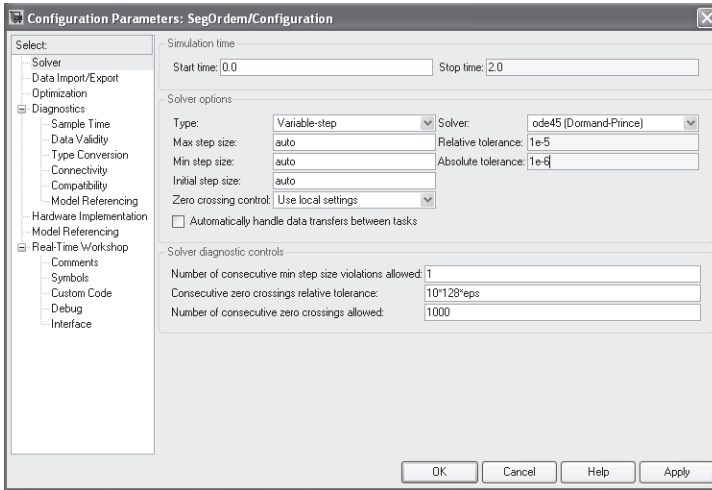 Configuration Parameters: SegOrdem/Configuration
Select:
Solver
Data Import/Export
Optimization
Diagnostics
Sample Time
Data Validity
Type Conversion
Connectivity
Compatibility
Model Referencing
Hardware Implementation
Model Referencing
Real-Time Workshop
Comments
Symbols
Custom Code
Debug
Interface
Simulation time
Start time: 0.0 Stop time: 2.0
Solver options
Type: Variable-step Solver: ode45 (Dormand-Prince)
Max step size: auto Relative tolerance: 1e-5
Min step size: auto Absolute tolerance: 1e-6
Initial step size: auto
Zero crossing control: Use local settings
Automatically handle data transfers between tasks
Solver diagnostic controls
Number of consecutive min step size violations allowed: 1
Consecutive zero crossings relative tolerance: 10*128*eps
Number of consecutive zero crossings allowed: 1000
OK Cancel Help Apply